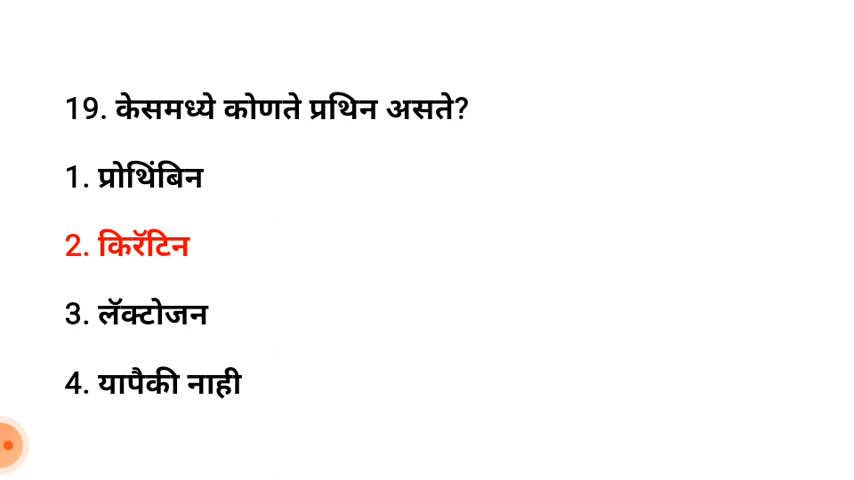 19. केसमध्ये कोणते प्रथिन असते?
1. प्रोथिंबिन
2. किरॅटिन
3. लॅक्टोजन
4. यापैकी नाही